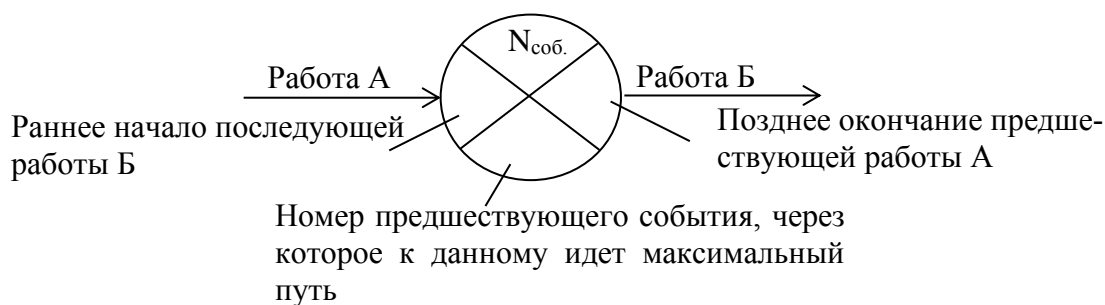 Nсоб.
Работа А
Работа Б
Раннее начало последующей
работы Б
Позднее окончание предше-
ствующей работы А
Номер предшествующего события, через
которое к данному идет максимальный
путь